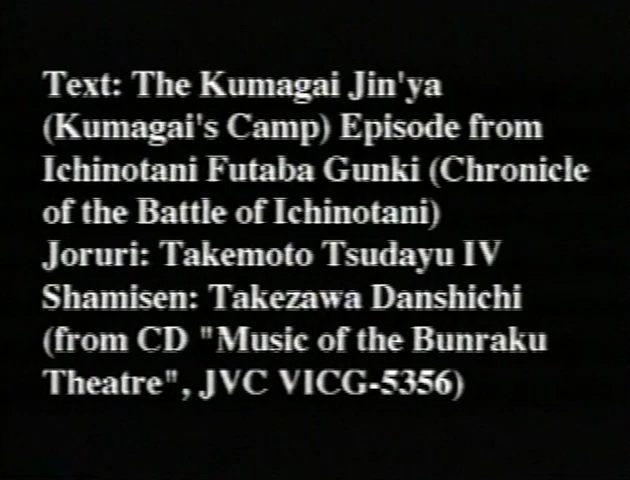 Text: The Kumagai Jin'ya
(Kumagai's Camp) Episode from
Ichinotani Futaba Gunki (Chronicle
of the Battle of Ichinotani)
Joruri: Takemoto Tsudayu IV
Shamisen: Takezawa Danshichi
(from CD "Music of the Bunraku
Theatre", JVC VICG-5356)